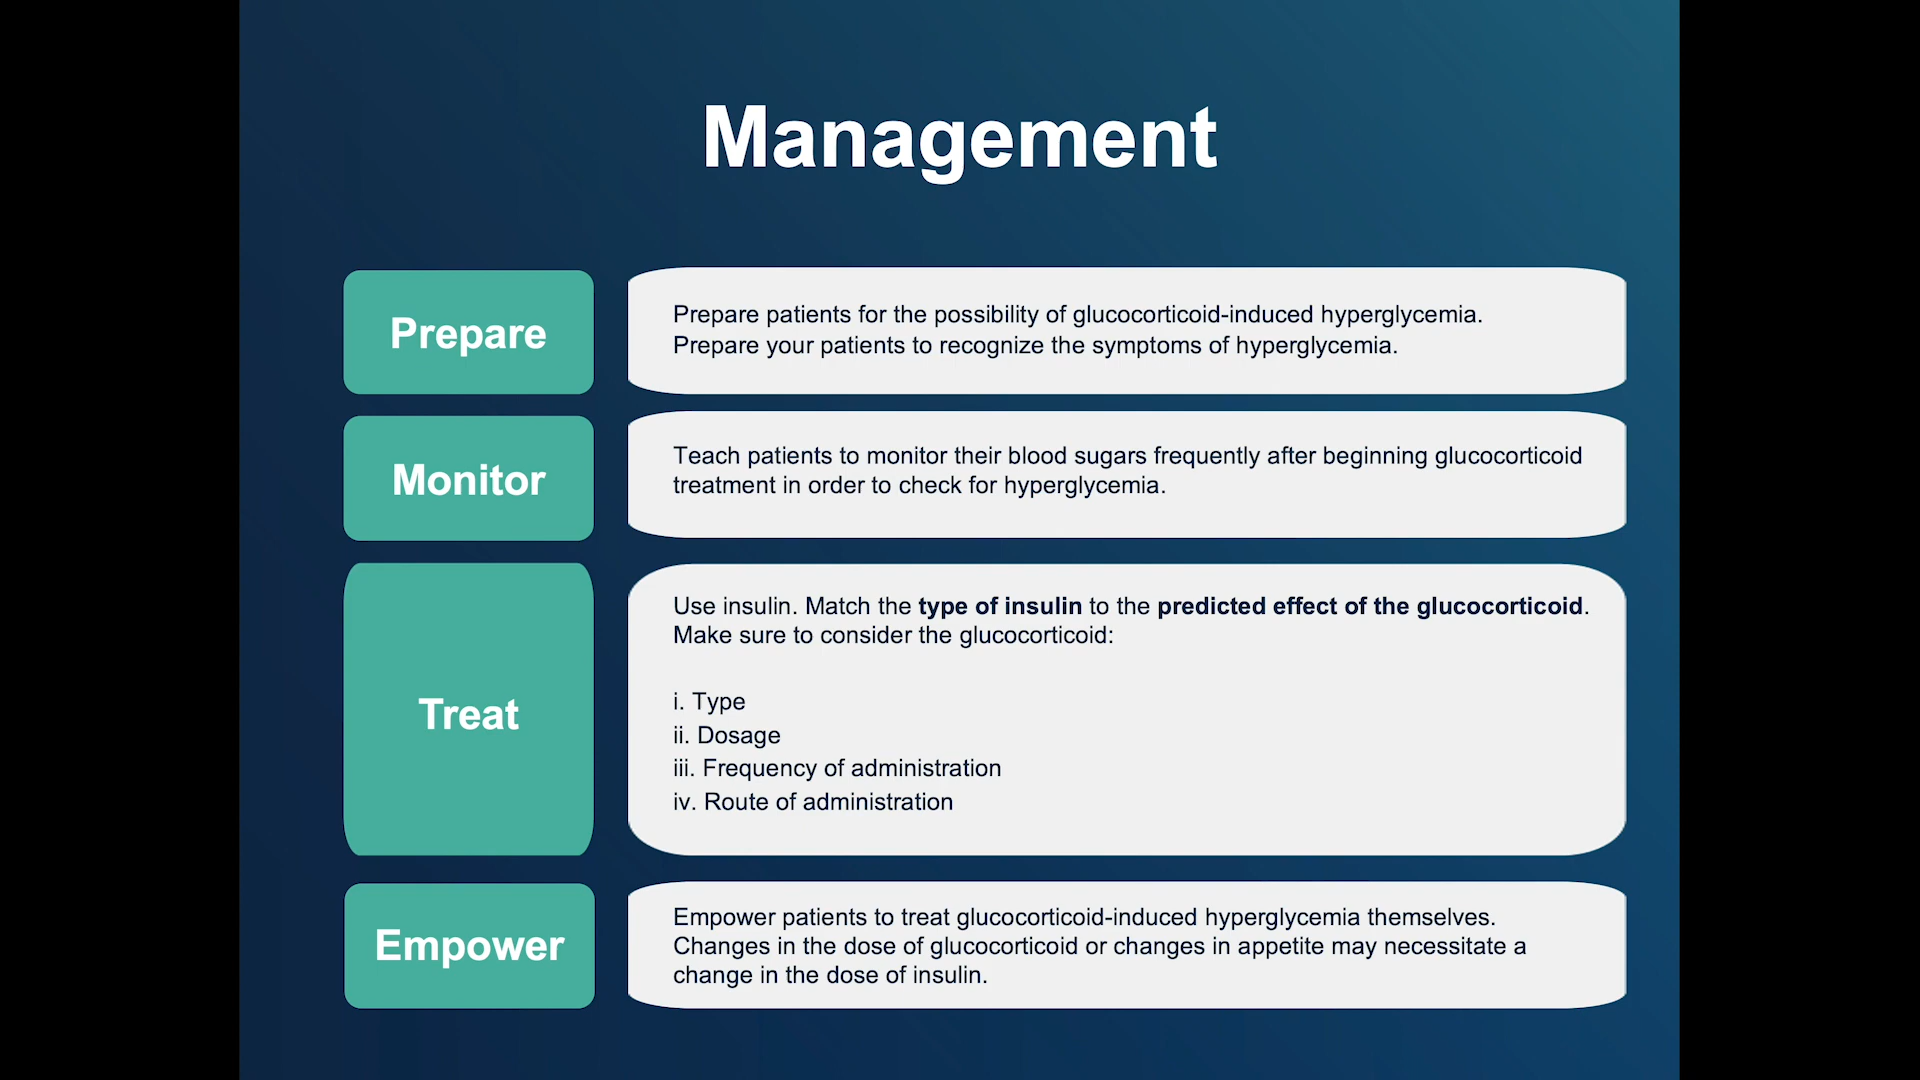 Management
Prepare
Prepare patients for the possibility of glucocorticoid-induced hyperglycemia.
Prepare your patients to recognize the symptoms of hyperglycemia.
Monitor
Teach patients to monitor their blood sugars frequently after beginning glucocorticoid
treatment in order to check for hyperglycemia.
Treat
Use insulin. Match the type of insulin to the predicted effect of the glucocorticoid.
Make sure to consider the glucocorticoid:
i. Type
ii. Dosage
iii. Frequency of administration
iv. Route of administration
Empower
Empower patients to treat glucocorticoid-induced hyperglycemia themselves.
Changes in the dose of glucocorticoid or changes in appetite may necessitate a
change in the dose of insulin.